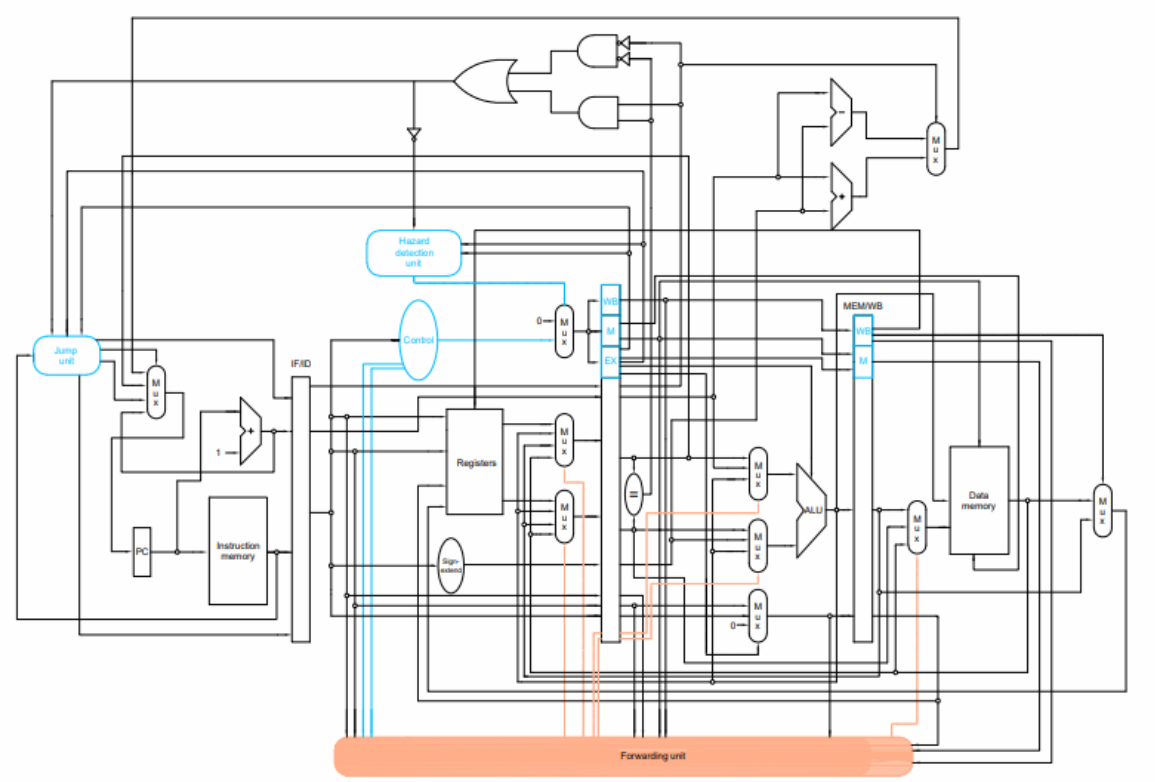 −
M
u
x
+
Hazard
detection
unit
MEM/WB
WB
0
M
u
x
M
WB
Control
EX
M
Jump
unit
IF/ID
M
u
x
+
1
Registers
M
u
x
M
u
x
=
M
u
x
ALU
Data
memory
M
u
x
M
u
x
M
u
x
PC
Instruction
memory
Sign-
extend
M
u
x
0
Forwarding unit